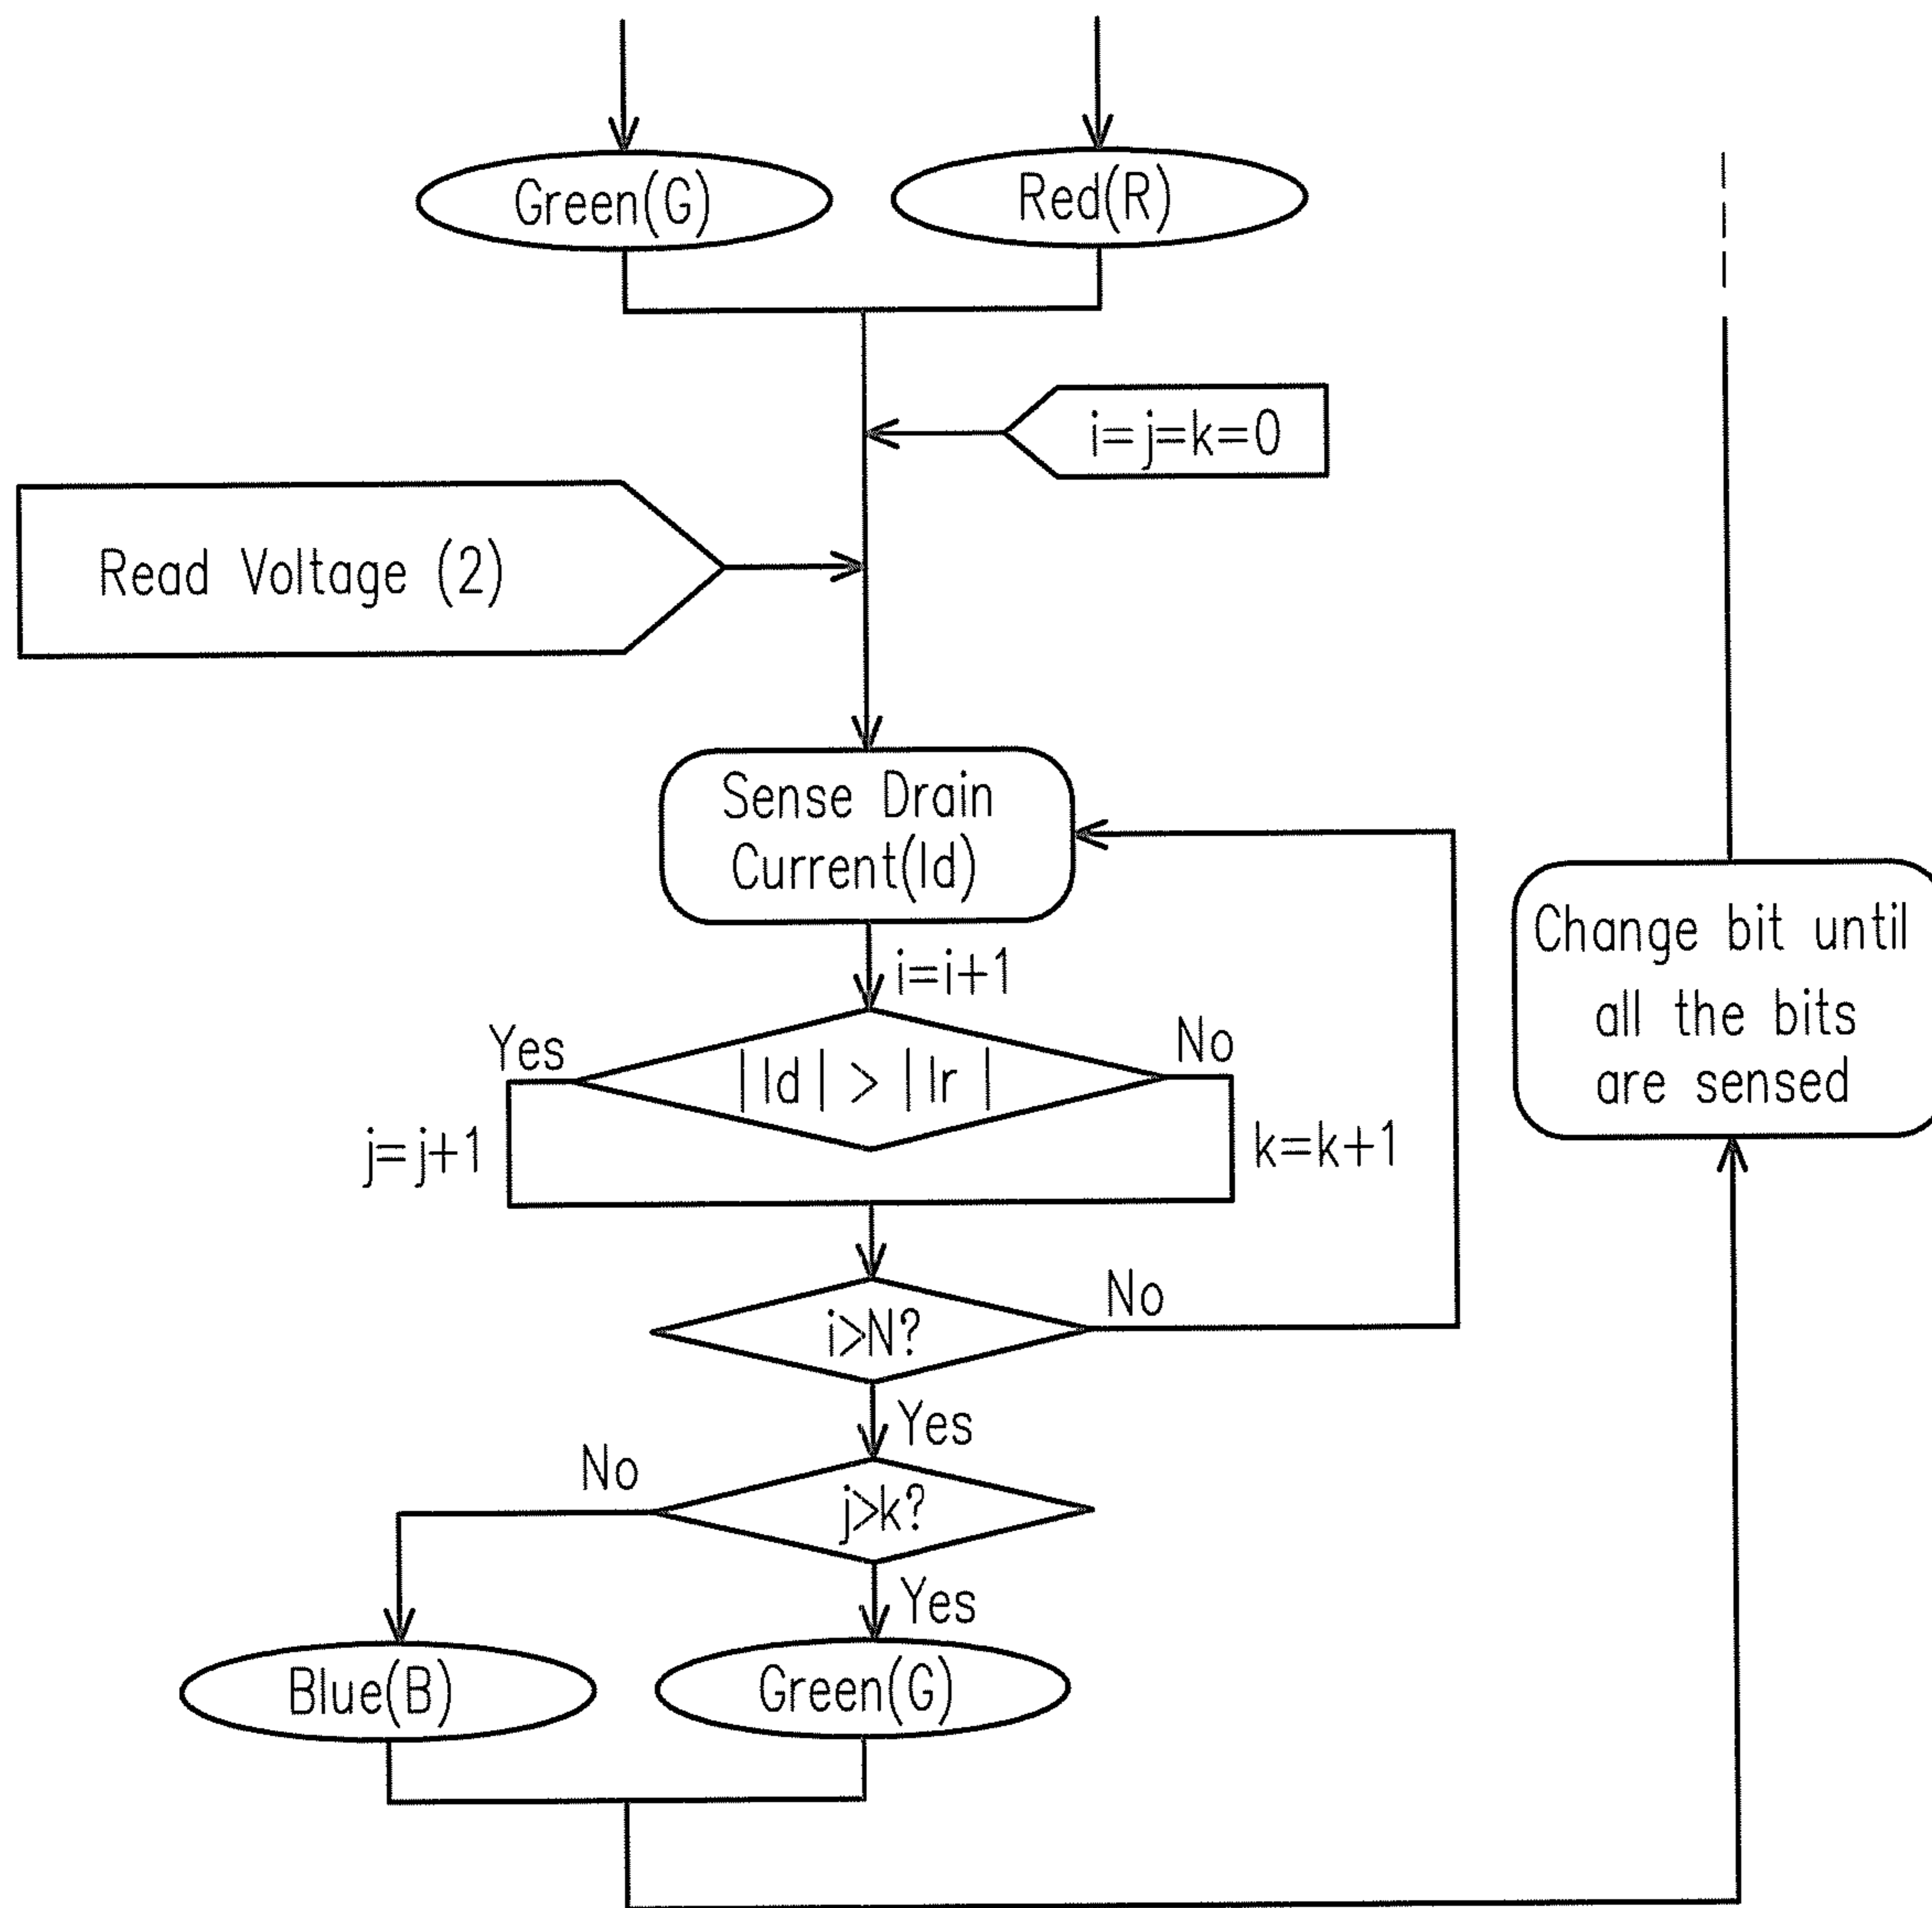 Green(G)
Red(R)
i=j=k=0
Read Voltage (2)
Sense Drain
Current(Id)
i=i+1
Yes
|Id| > |Ir|
No
j=j+1
k=k+1
Change bit until
all the bits
are sensed
i>N?
No
Yes
No
j>k?
Yes
Blue(B)
Green(G)